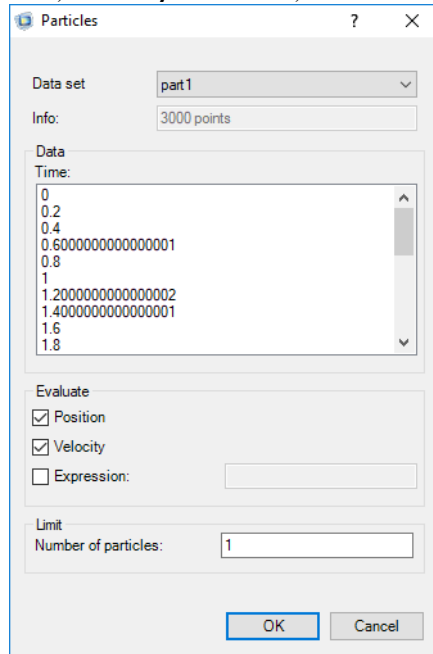 Particles ?
Data set part1
Info: 3000 points
Data
Time:
0
0.2
0.4
0.6000000000000001
0.8
1
1.2000000000000002
1.4000000000000001
1.6
1.8
Evaluate
Position
Velocity
Expression:
Limit
Number of particles: 1
OK Cancel